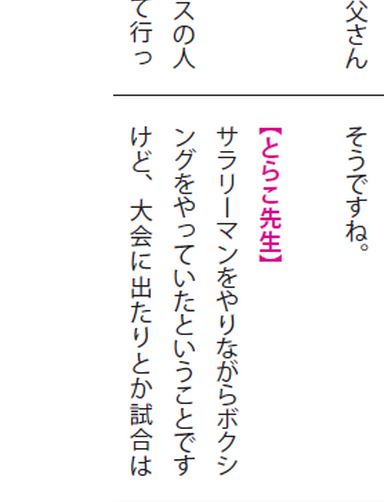 父さん
スの人
て行っ
そうですね。
【とらこ先生】
サラリーマンをやりながらボクシ
ングをやっていたということです
けど、大会に出たりとか試合は